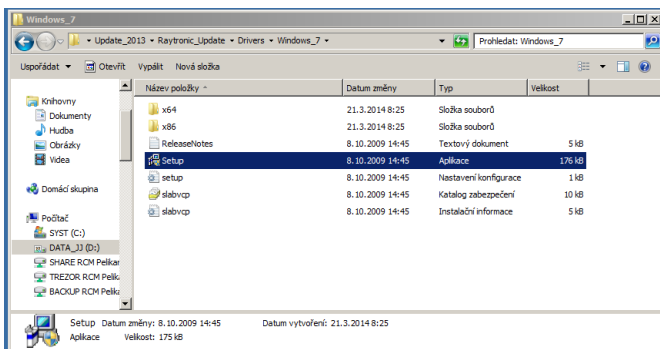 Windows_7
Update_2013 Raytronic_Update Drivers Windows_7
Prohledat: Windows_7
Uspořádat Otevřít Vypálit Nová složka
Knihovny
Dokumenty
Hudba
Obrázky
Videa
Domácí skupina
Počítač
SYST (C:)
DATA_JJ (D:)
SHARE RCM Pelikar
TREZOR RCM Pelik
BACKUP RCM Pelik
Název položky Datum změny Typ Velikost
x64 21.3.2014 8:25 Složka souborů
x86 21.3.2014 8:25 Složka souborů
ReleaseNotes 8.10.2009 14:45 Textový dokument 5 kB
Setup 8.10.2009 14:45 Aplikace 176 kB
setup 8.10.2009 14:45 Nastavení konfigurace 1 kB
slabvcp 8.10.2009 14:45 Katalog zabezpečení 10 kB
slabvcp 8.10.2009 14:45 Instalační informace 5 kB
Setup Datum změny: 8.10.2009 14:45 Datum vytvoření: 21.3.2014 8:25
Aplikace Velikost: 175 kB